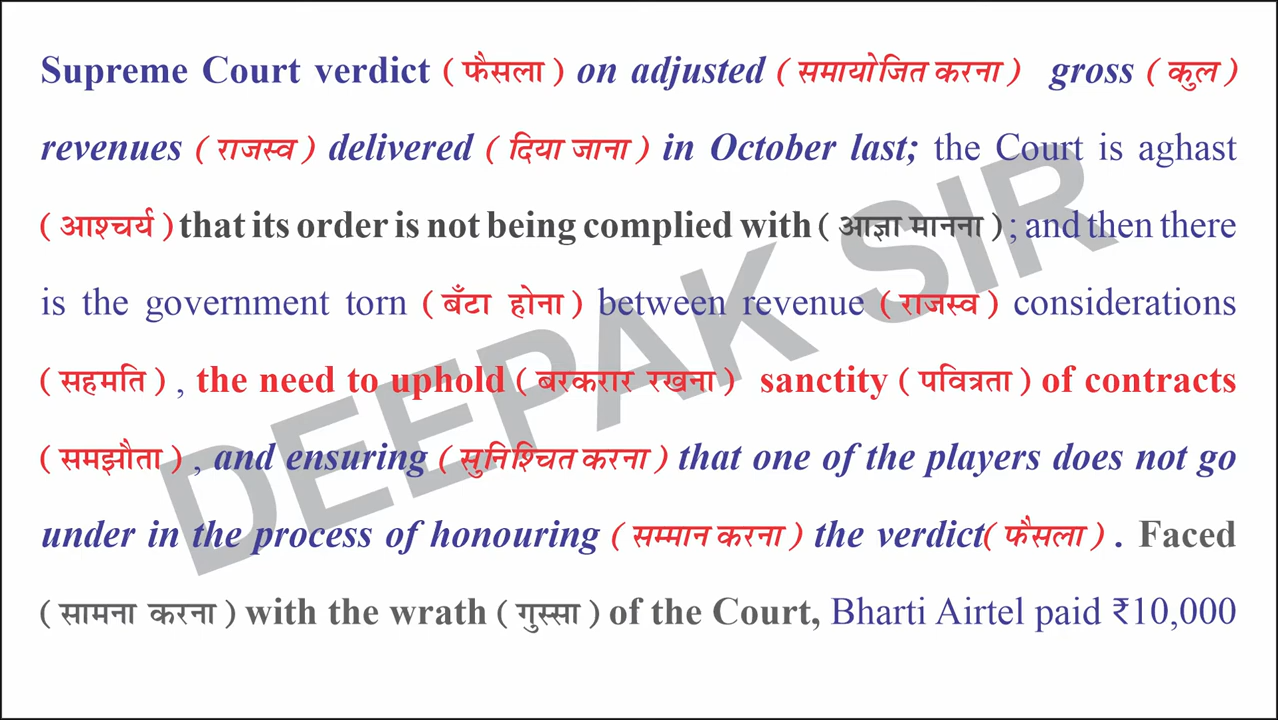 Supreme Court verdict ( फैसला ) on adjusted ( समायोजित करना ) gross ( कुल )
revenues ( राजस्व ) delivered ( दिया जाना ) in October last; the Court is aghast
( आश्चर्य ) that its order is not being complied with ( आज्ञा मानना ) ; and then there
is the government torn ( बँटा होना ) between revenue ( राजस्व ) considerations
( सहमति ) , the need to uphold ( बरकरार रखना ) sanctity ( पवित्रता ) of contracts
( समझौता ) , and ensuring ( सुनिश्चित करना ) that one of the players does not go
under in the process of honouring ( सम्मान करना ) the verdict( फैसला ) . Faced
( सामना करना ) with the wrath ( गुस्सा ) of the Court, Bharti Airtel paid ₹10,000
DEEPAK SIR